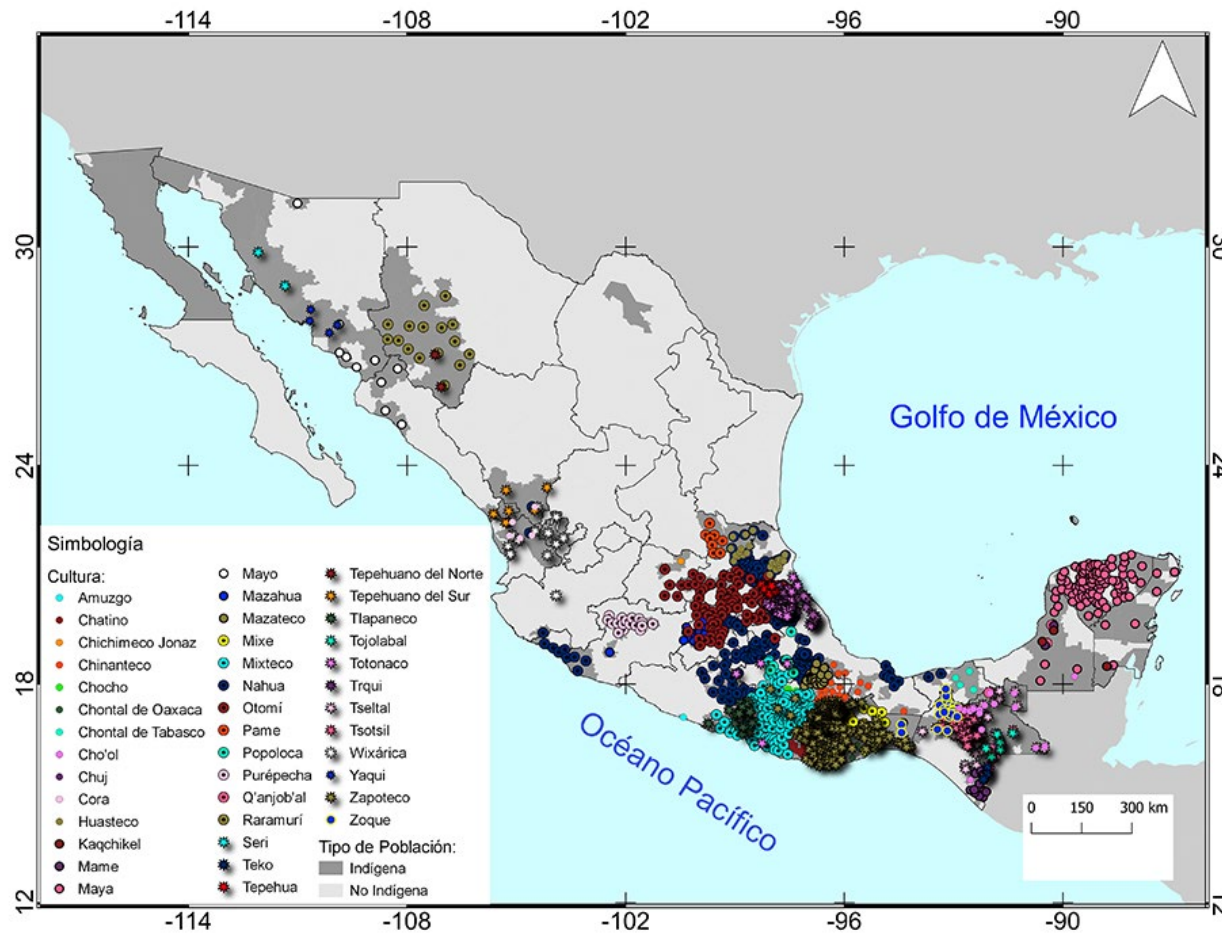 -114 -108 -102 -96 -90
30 30
24 24
18 18
12 12
Golfo de México
Océano Pacífico
Simbología
Cultura:
Amuzgo
Chatino
Chichimeco Jonaz
Chinanteco
Chocho
Chontal de Oaxaca
Chontal de Tabasco
Cho'ol
Chuj
Cora
Huasteco
Kaqchikel
Mame
Maya
Mayo
Mazahua
Mazateco
Mixe
Mixteco
Nahua
Otomí
Pame
Popoloca
Purépecha
Q'anjob'al
Raramurí
Seri
Teko
Tepehua
Tepehuano del Norte
Tepehuano del Sur
Tlapaneco
Tojolabal
Totonaco
Trqui
Tseltal
Tsotsil
Wixárica
Yaqui
Zapoteco
Zoque
Tipo de Población:
Indígena
No Indígena
0 150 300 km
-114 -108 -102 -96 -90